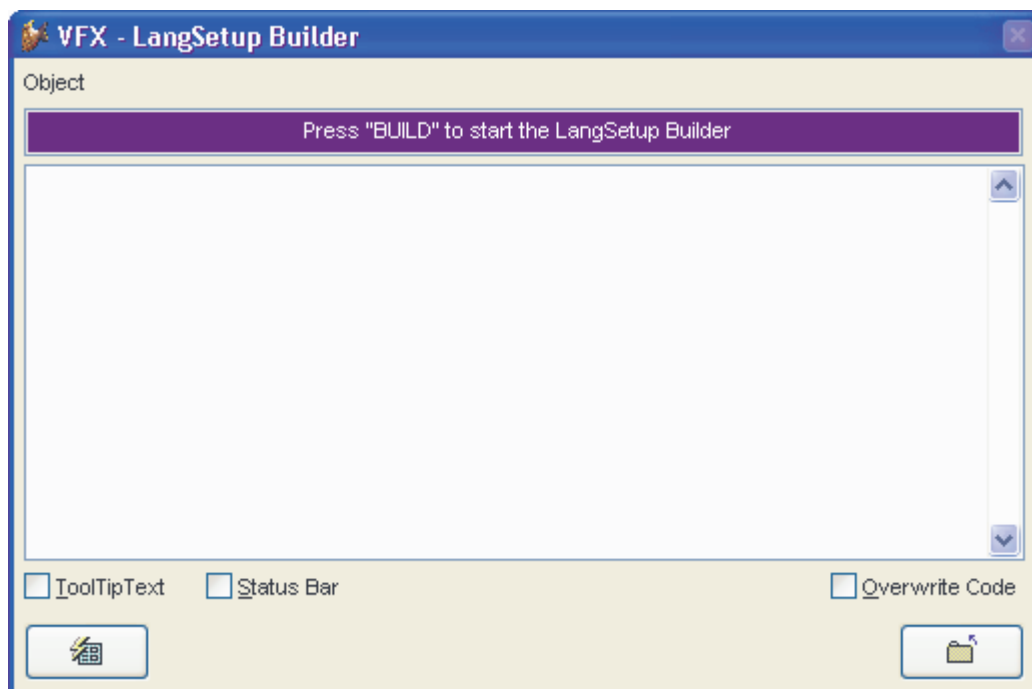 VFX - LangSetup Builder
Object
Press "BUILD" to start the LangSetup Builder
ToolTipText Status Bar Overwrite Code